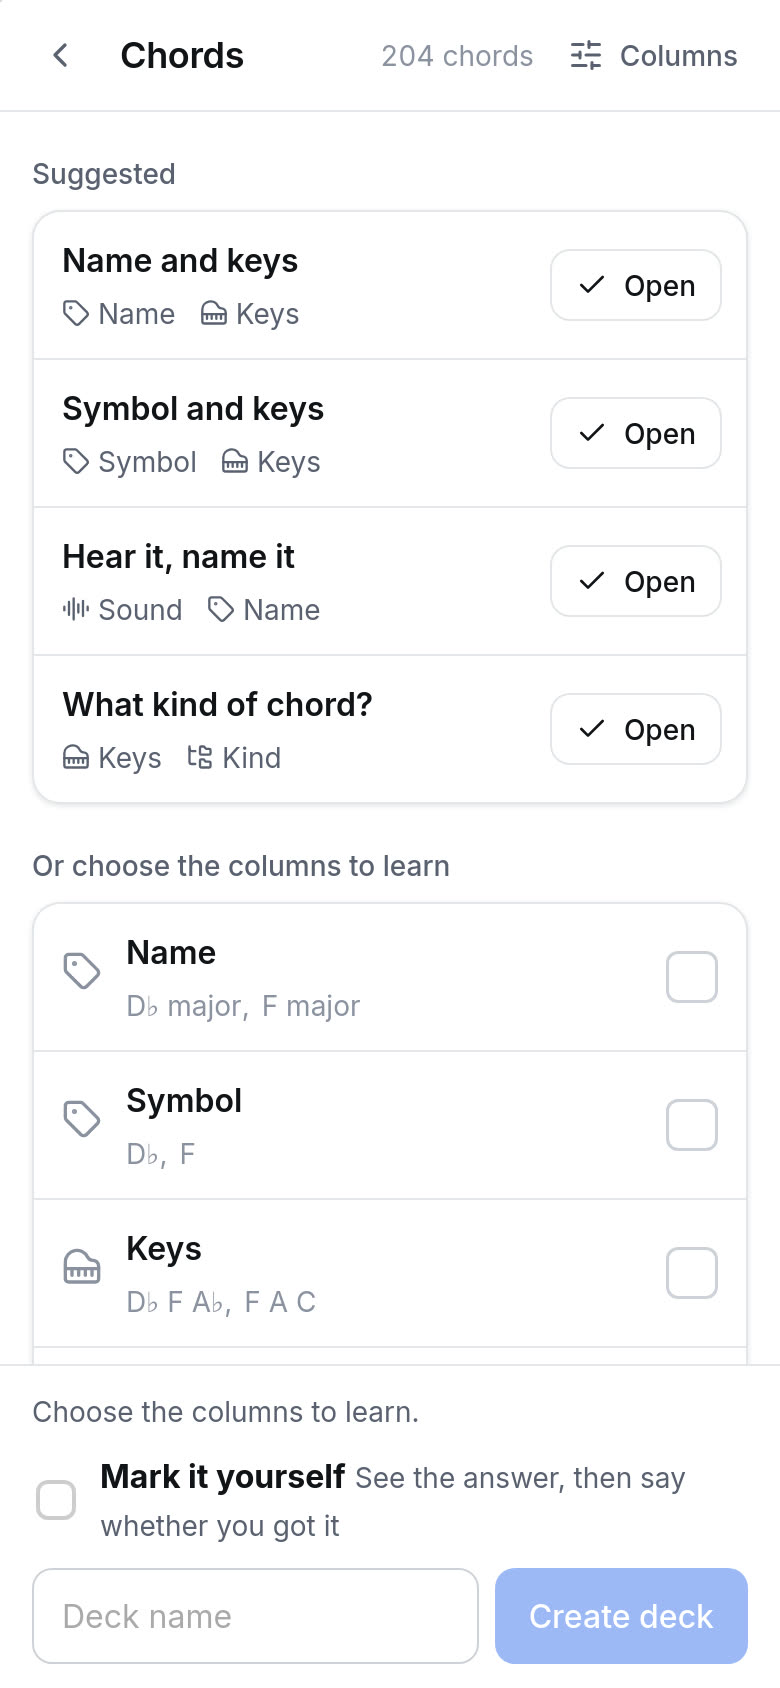 Chords
204 chords
Columns
Suggested
Name and keys
Name Keys
Open
Symbol and keys
Symbol Keys
Open
Hear it, name it
Sound Name
Open
What kind of chord?
Keys Kind
Open
Or choose the columns to learn
Name
D♭ major, F major
Symbol
D♭, F
Keys
D♭ F A♭, F A C
Choose the columns to learn.
Mark it yourself See the answer, then say
whether you got it
Deck name
Create deck